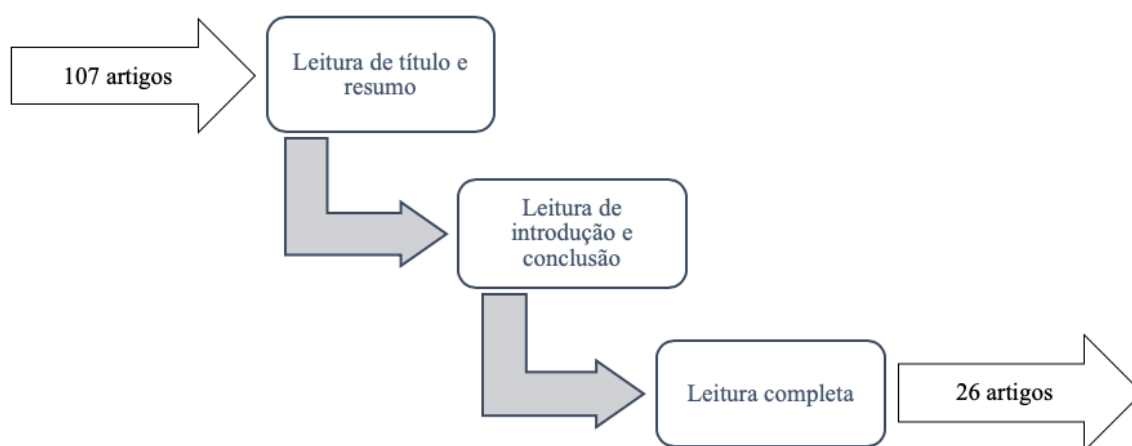 107 artigos
Leitura de título e
resumo
Leitura de
introdução e
conclusão
Leitura completa
26 artigos